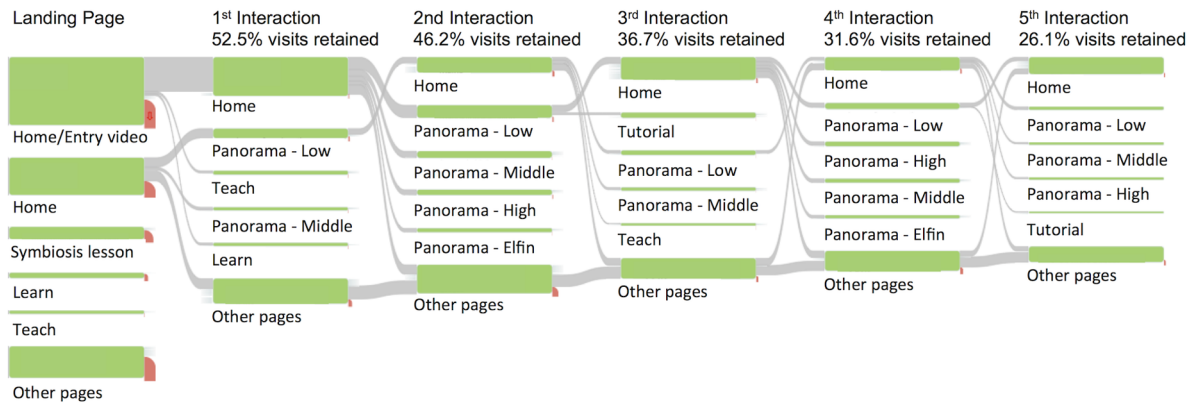 Landing Page
Home/Entry video
Home
Symbiosis lesson
Learn
Teach
Other pages
1st Interaction
52.5% visits retained
Home
Panorama - Low
Teach
Panorama - Middle
Learn
Other pages
2nd Interaction
46.2% visits retained
Home
Panorama - Low
Panorama - Middle
Panorama - High
Panorama - Elfin
Other pages
3rd Interaction
36.7% visits retained
Home
Tutorial
Panorama - Low
Panorama - Middle
Teach
Other pages
4th Interaction
31.6% visits retained
Home
Panorama - Low
Panorama - High
Panorama - Middle
Panorama - Elfin
Other pages
5th Interaction
26.1% visits retained
Home
Panorama - Low
Panorama - Middle
Panorama - High
Tutorial
Other pages